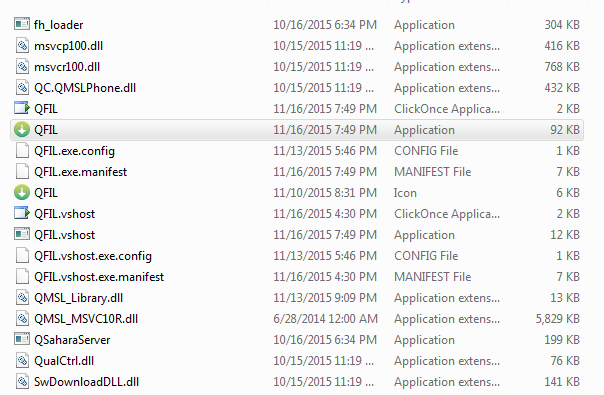 fh_loader 10/16/2015 6:34 PM Application 304 KB
msvcp100.dll 10/15/2015 11:19 ... Application extens... 416 KB
msvcr100.dll 10/15/2015 11:19 ... Application extens... 768 KB
QC.QMSLPhone.dll 10/15/2015 11:19 ... Application extens... 432 KB
QFIL 11/16/2015 7:49 PM ClickOnce Applica... 2 KB
QFIL 11/16/2015 7:49 PM Application 92 KB
QFIL.exe.config 11/13/2015 5:46 PM CONFIG File 1 KB
QFIL.exe.manifest 11/16/2015 7:49 PM MANIFEST File 7 KB
QFIL 11/10/2015 8:31 PM Icon 6 KB
QFIL.vshost 11/16/2015 4:30 PM ClickOnce Applica... 2 KB
QFIL.vshost 11/16/2015 7:49 PM Application 12 KB
QFIL.vshost.exe.config 11/13/2015 5:46 PM CONFIG File 1 KB
QFIL.vshost.exe.manifest 11/16/2015 4:30 PM MANIFEST File 7 KB
QMSL_Library.dll 11/13/2015 9:09 PM Application extens... 13 KB
QMSL_MSVC10R.dll 6/28/2014 12:00 AM Application extens... 5,829 KB
QSaharaServer 10/16/2015 6:34 PM Application 199 KB
QualCtrl.dll 10/15/2015 11:19 ... Application extens... 76 KB
SwDownloadDLL.dll 10/15/2015 11:19 ... Application extens... 141 KB